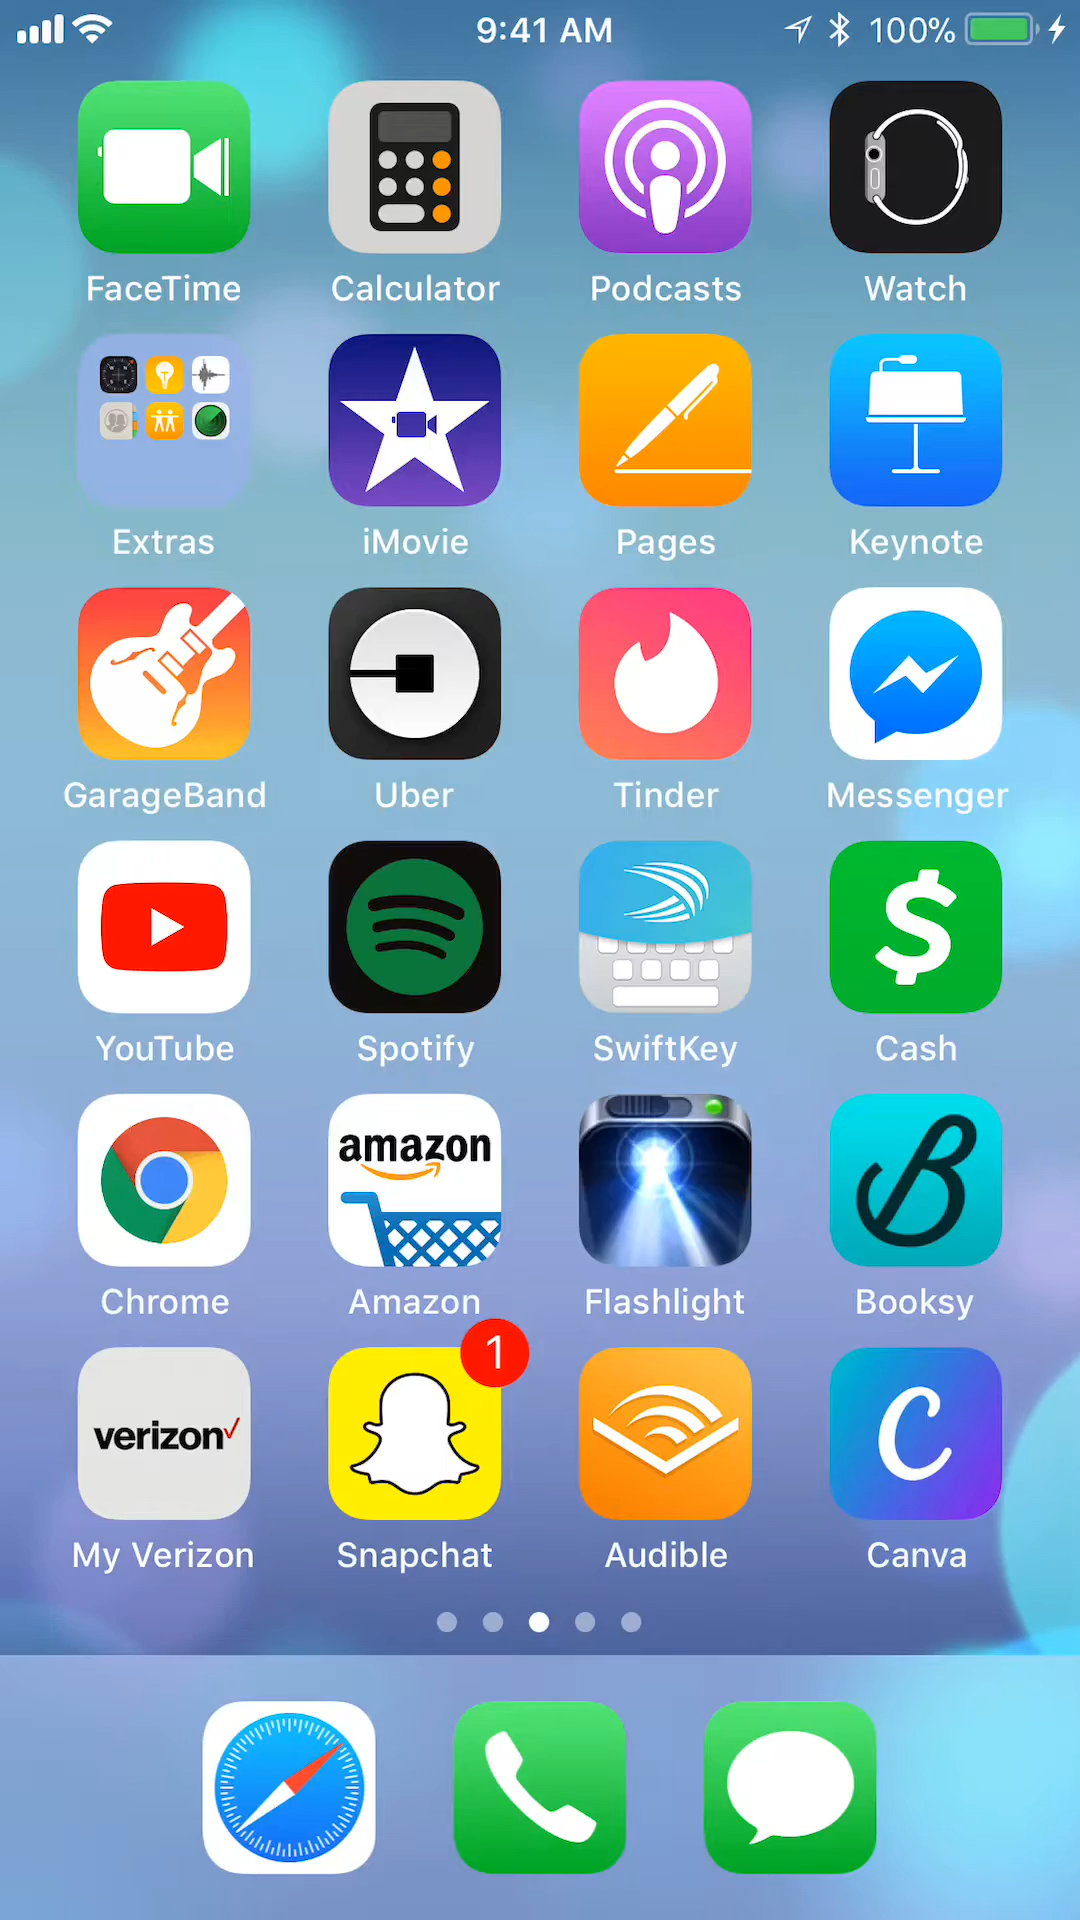 9:41 AM 100%
FaceTime Calculator Podcasts Watch
Extras iMovie Pages Keynote
GarageBand Uber Tinder Messenger
YouTube Spotify SwiftKey Cash
amazon
Chrome Amazon Flashlight Booksy
1
verizon
My Verizon Snapchat Audible Canva